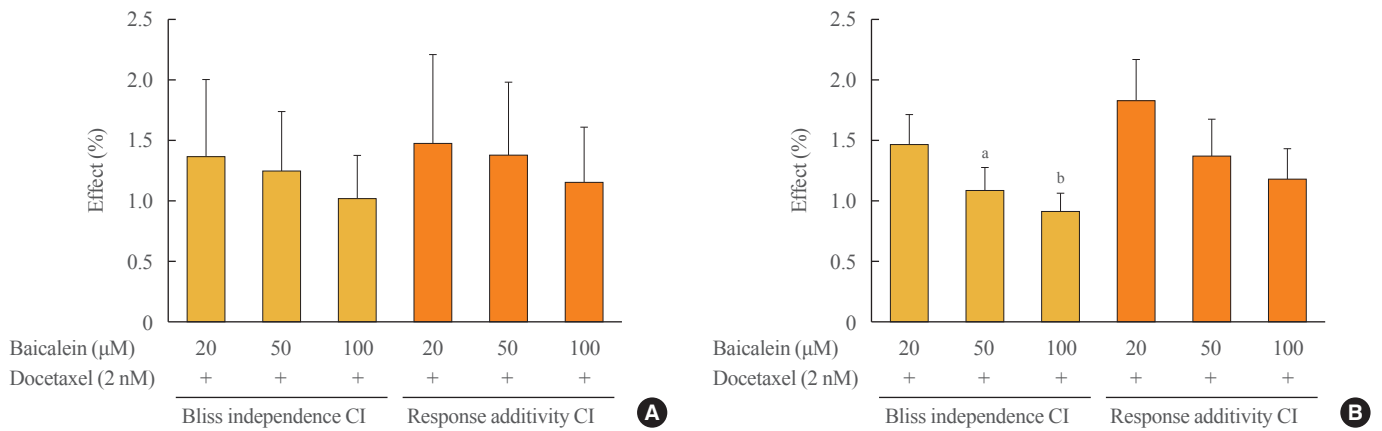 2.5
2.0
1.5
1.0
0.5
0
Effect (%)
Baicalein (μM) 20 50 100 20 50 100
Docetaxel (2 nM) + + + + + +
Bliss independence CI Response additivity CI
A
2.5
2.0
1.5
1.0
0.5
0
Effect (%)
a
b
Baicalein (μM) 20 50 100 20 50 100
Docetaxel (2 nM) + + + + + +
Bliss independence CI Response additivity CI
B